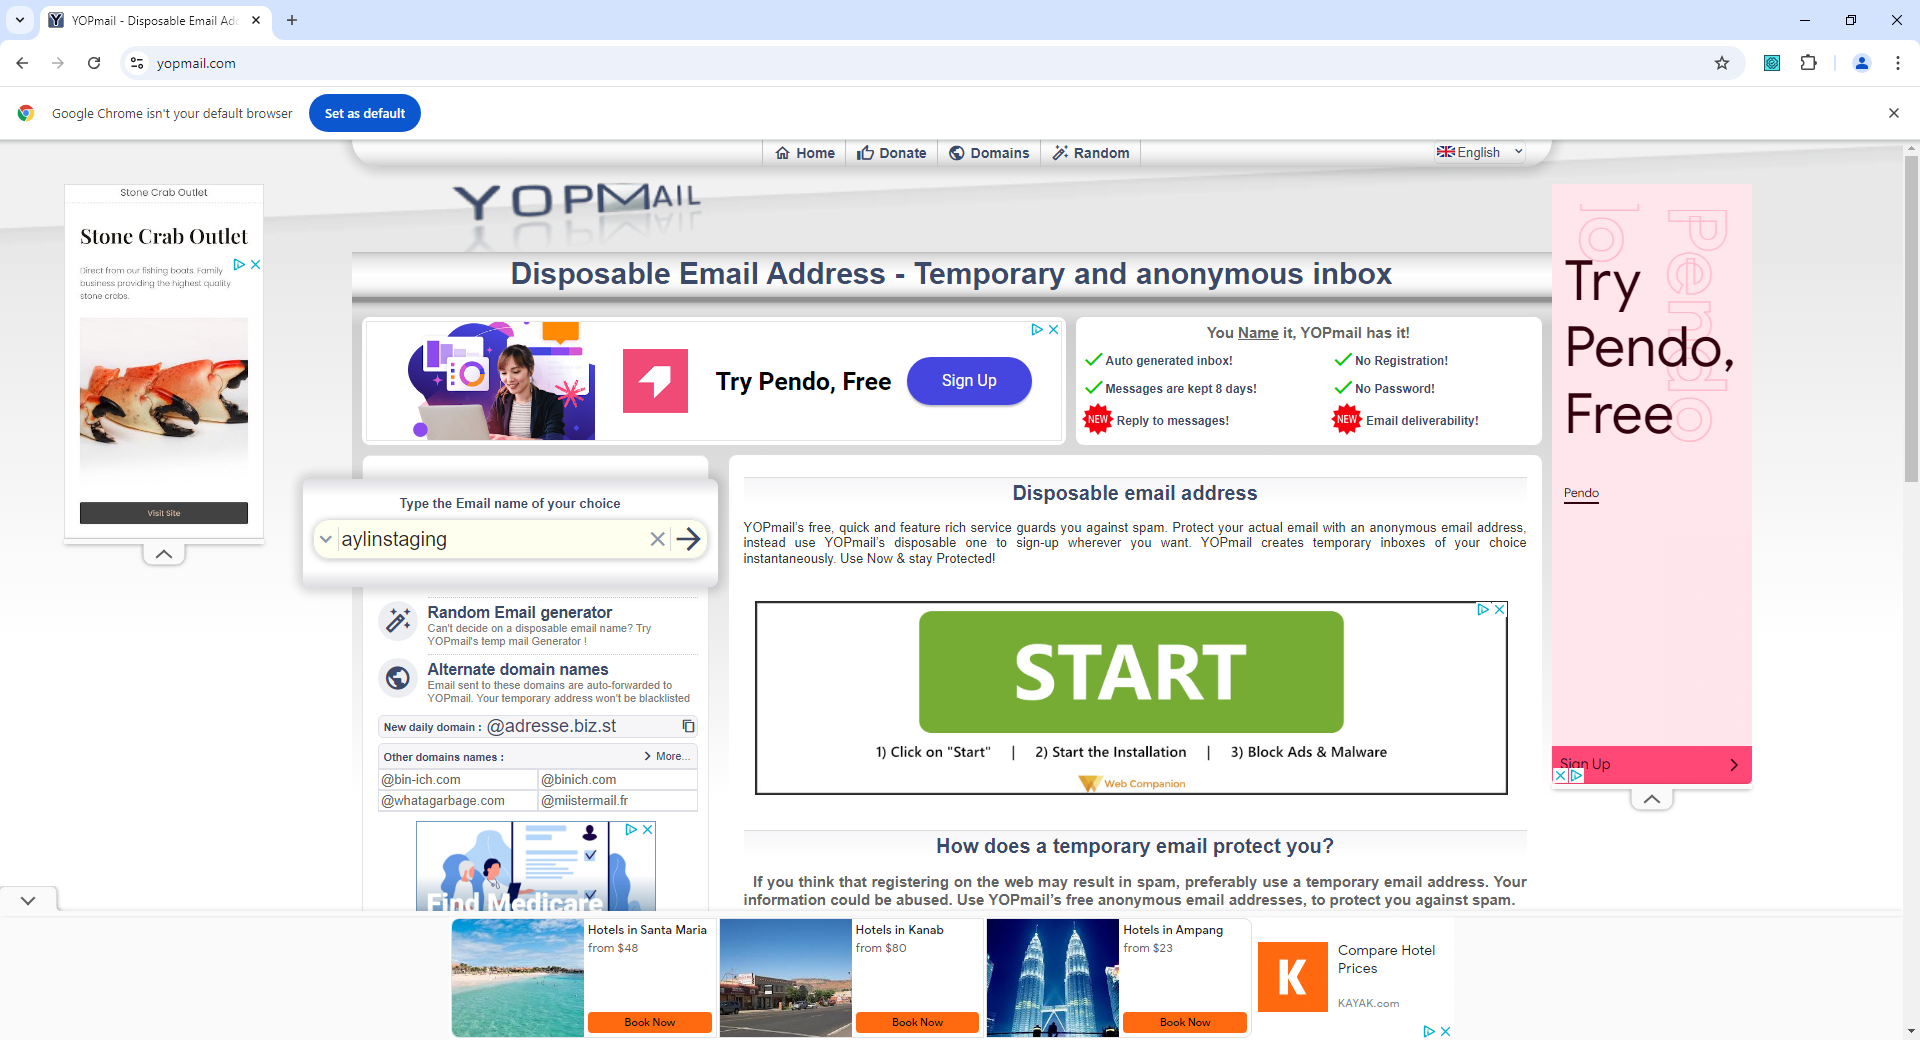 YOPmail - Disposable Email Add
yopmail.com
Google Chrome isn't your default browser
Set as default
Home
Donate
Domains
Random
English
YOPMAIL
Disposable Email Address - Temporary and anonymous inbox
Stone Crab Outlet
Stone Crab Outlet
Direct from our fishing boats. Family
business providing the highest quality
stone crabs.
Visit Site
Try Pendo, Free
Sign Up
You Name it, YOPmail has it!
Auto generated inbox!
No Registration!
Messages are kept 8 days!
No Password!
NEW Reply to messages!
NEW Email deliverability!
Type the Email name of your choice
aylinstaging
Random Email generator
Can't decide on a disposable email name? Try
YOPmail's temp mail Generator !
Alternate domain names
Email sent to these domains are auto-forwarded to
YOPmail. Your temporary address won't be blacklisted
New daily domain : @adresse.biz.st
Other domains names :
More...
@bin-ich.com
@binich.com
@whatagarbage.com
@miistermail.fr
Find Medicare
Disposable email address
YOPmail's free, quick and feature rich service guards you against spam. Protect your actual email with an anonymous email address,
instead use YOPmail's disposable one to sign-up wherever you want. YOPmail creates temporary inboxes of your choice
instantaneously. Use Now & stay Protected!
START
1) Click on "Start" | 2) Start the Installation | 3) Block Ads & Malware
Web Companion
How does a temporary email protect you?
If you think that registering on the web may result in spam, preferably use a temporary email address. Your
information could be abused. Use YOPmail's free anonymous email addresses, to protect you against spam.
Pendo
Try
Pendo,
Free
Pendo
Sign Up
Hotels in Santa Maria
from $48
Book Now
Hotels in Kanab
from $80
Book Now
Hotels in Ampang
from $23
Book Now
K
Compare Hotel
Prices
KAYAK.com